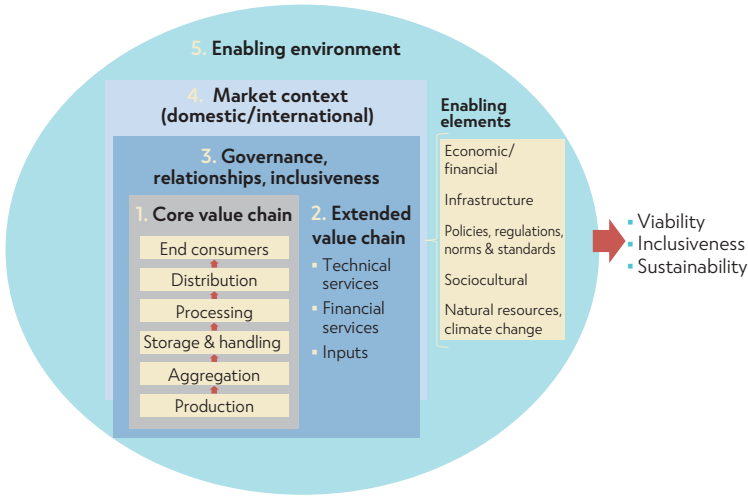 5. Enabling environment
4. Market context
(domestic/international)
3. Governance,
relationships, inclusiveness
1. Core value chain
End consumers
Distribution
Processing
Storage & handling
Aggregation
Production
2. Extended
value chain
▪ Technical
services
▪ Financial
services
▪ Inputs
Enabling
elements
Economic/
financial
Infrastructure
Policies, regulations,
norms & standards
Sociocultural
Natural resources,
climate change
▪ Viability
▪ Inclusiveness
▪ Sustainability